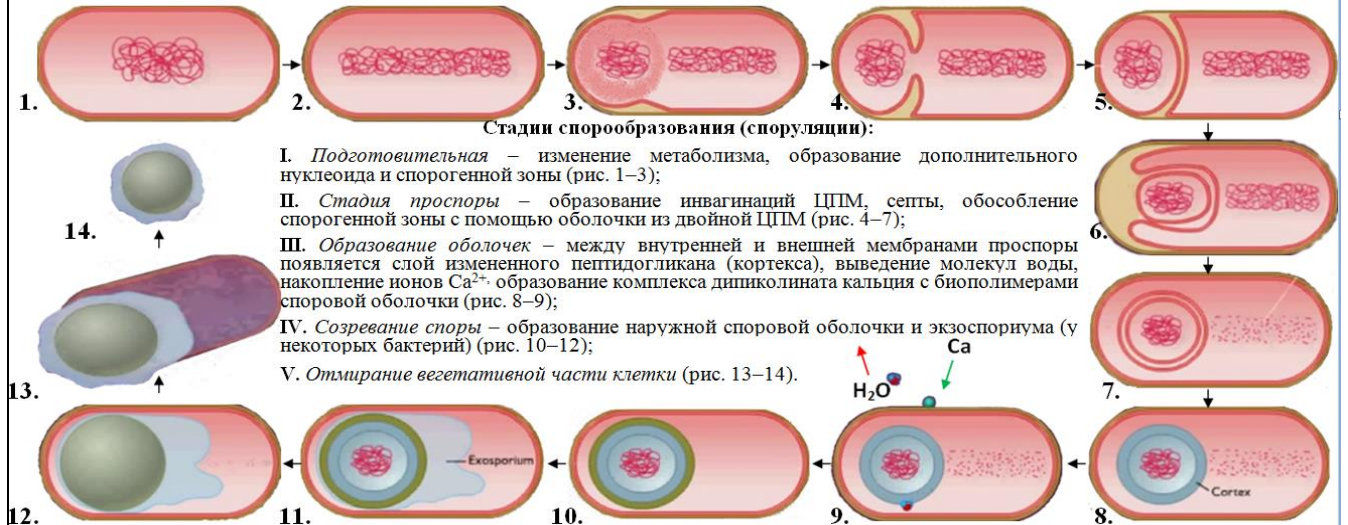 1.
2.
3.
4.
5.
Стадии спорообразования (споруляции):
I. Подготовительная – изменение метаболизма, образование дополнительного
нуклеоида и спорогенной зоны (рис. 1–3);
II. Стадия проспоры – образование инвагинаций ЦПМ, септы, обособление
спорогенной зоны с помощью оболочки из двойной ЦПМ (рис. 4–7);
III. Образование оболочек – между внутренней и внешней мембранами проспоры
появляется слой измененного пептидогликана (кортекса), выведение молекул воды,
накопление ионов Ca²⁺, образование комплекса дипиколината кальция с биополимерами
споровой оболочки (рис. 8–9);
IV. Созревание споры – образование наружной споровой оболочки и экзоспориума (у
некоторых бактерий) (рис. 10–12);
V. Отмирание вегетативной части клетки (рис. 13–14).
14.
6.
13.
H₂O
Ca
7.
Exosporium
Cortex
12.
11.
10.
9.
8.